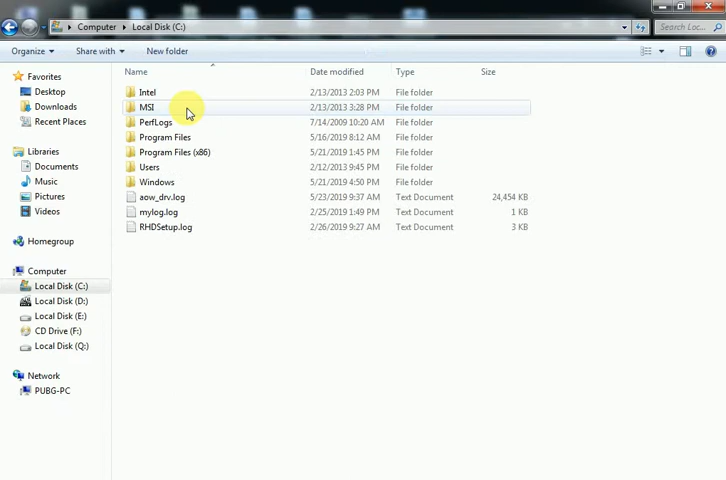 Computer ▸ Local Disk (C:)
Search Loc...
Organize Share with New folder
Name Date modified Type Size
Favorites
Desktop
Downloads
Recent Places
Libraries
Documents
Music
Pictures
Videos
Homegroup
Computer
Local Disk (C:)
Local Disk (D:)
Local Disk (E:)
CD Drive (F:)
Local Disk (Q:)
Network
PUBG-PC
Intel 2/13/2013 2:03 PM File folder
MSI 2/13/2013 3:28 PM File folder
PerfLogs 7/14/2009 10:20 AM File folder
Program Files 5/16/2019 8:12 AM File folder
Program Files (x86) 5/21/2019 1:45 PM File folder
Users 2/12/2013 9:45 PM File folder
Windows 5/21/2019 4:50 PM File folder
aow_drv.log 5/23/2019 9:37 AM Text Document 24,454 KB
mylog.log 2/25/2019 1:49 PM Text Document 1 KB
RHDSetup.log 2/26/2019 9:27 AM Text Document 3 KB